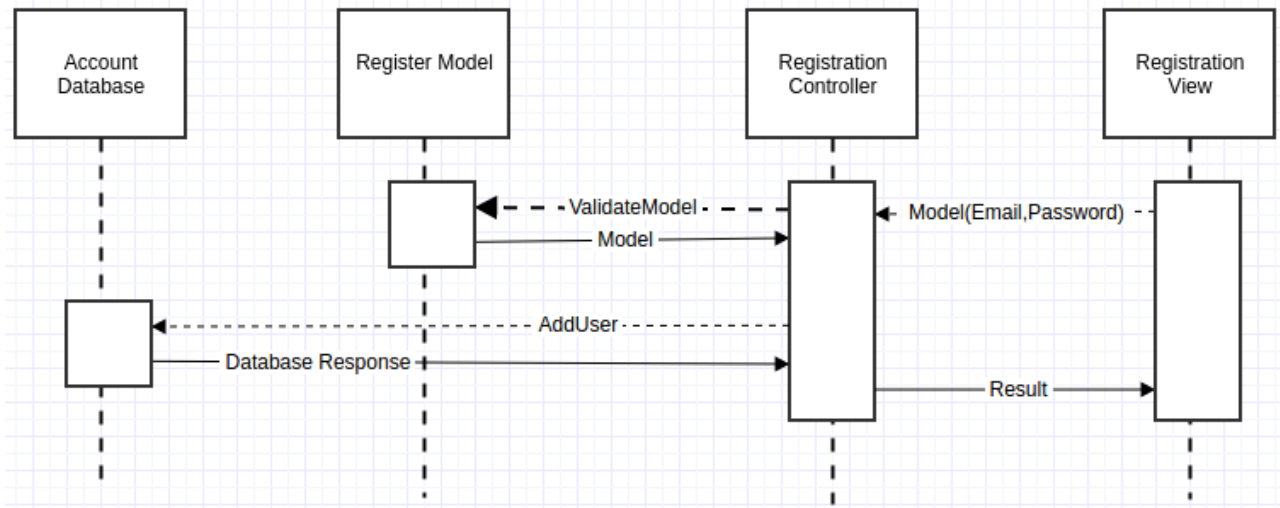 Account
Database
Register Model
Registration
Controller
Registration
View
ValidateModel
Model(Email,Password)
Model
AddUser
Database Response
Result